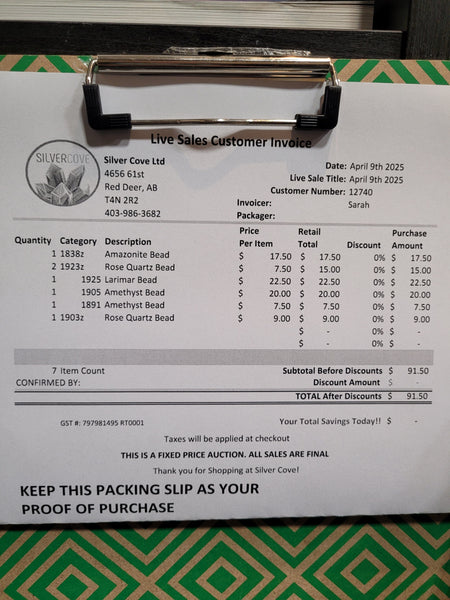 Live Sales Customer Invoice
SILVERCOVE
Silver Cove Ltd
4656 61st
Red Deer, AB
T4N 2R2
403-986-3682
Date: April 9th 2025
Live Sale Title: April 9th 2025
Customer Number: 12740
Invoicer: Sarah
Packager:
Quantity Category Description Price Per Item Retail Total Discount Purchase Amount
1 1838z Amazonite Bead $ 17.50 $ 17.50 0% $ 17.50
2 1923z Rose Quartz Bead $ 7.50 $ 15.00 0% $ 15.00
1 1925 Larimar Bead $ 22.50 $ 22.50 0% $ 22.50
1 1905 Amethyst Bead $ 20.00 $ 20.00 0% $ 20.00
1 1891 Amethyst Bead $ 7.50 $ 7.50 0% $ 7.50
1 1903z Rose Quartz Bead $ 9.00 $ 9.00 0% $ 9.00
$ - 0% $ -
$ - 0% $ -
7 Item Count Subtotal Before Discounts $ 91.50
CONFIRMED BY: Discount Amount $ -
TOTAL After Discounts $ 91.50
GST #: 797981495 RT0001 Your Total Savings Today!! $ -
Taxes will be applied at checkout
THIS IS A FIXED PRICE AUCTION. ALL SALES ARE FINAL
Thank you for Shopping at Silver Cove!
KEEP THIS PACKING SLIP AS YOUR
PROOF OF PURCHASE